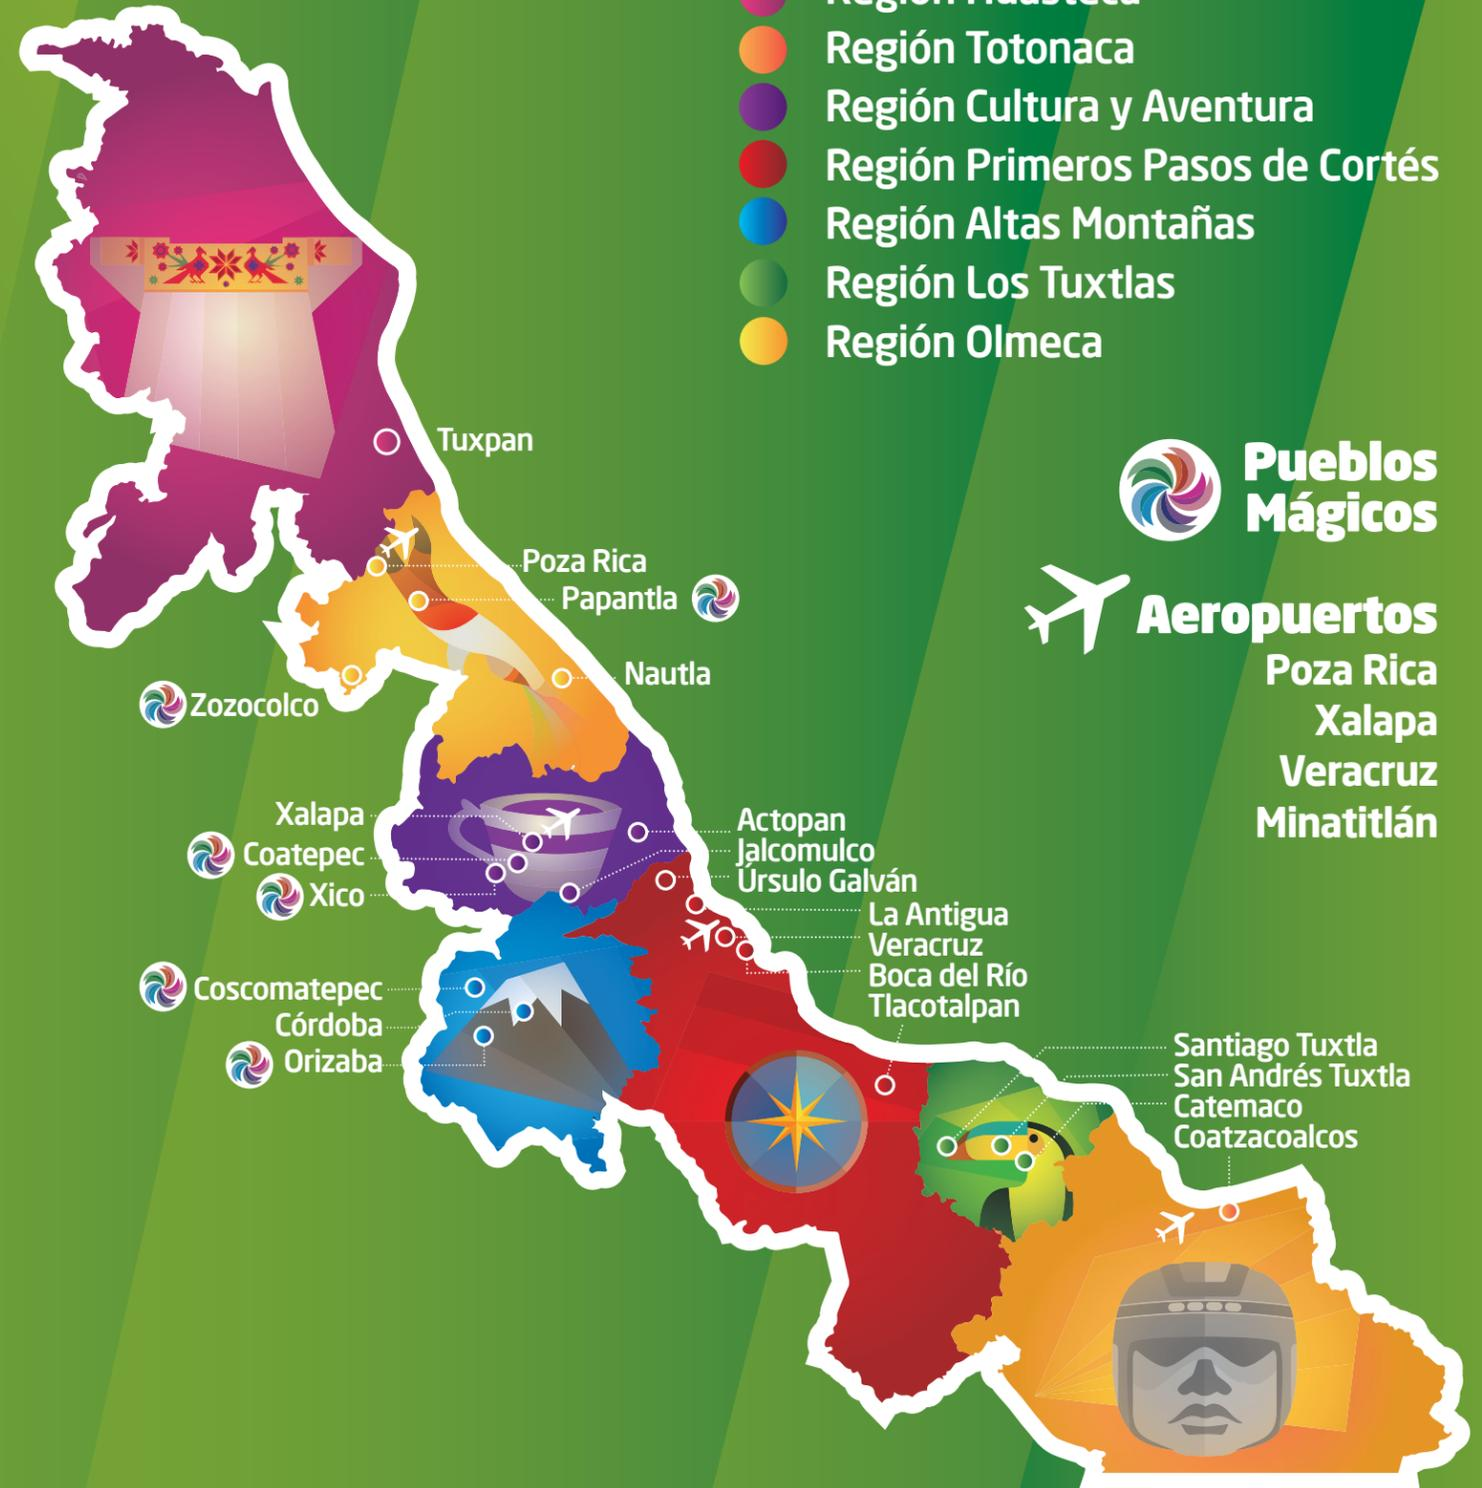 Región Huasteca
Región Totonaca
Región Cultura y Aventura
Región Primeros Pasos de Cortés
Región Altas Montañas
Región Los Tuxtlas
Región Olmeca
Pueblos
Mágicos
Aeropuertos
Poza Rica
Xalapa
Veracruz
Minatitlán
Tuxpan
Poza Rica
Papantla
Nautla
Zozocolco
Xalapa
Coatepec
Xico
Actopan
Jalcomulco
Úrsulo Galván
La Antigua
Veracruz
Boca del Río
Tlacotalpan
Coscomatepec
Córdoba
Orizaba
Santiago Tuxtla
San Andrés Tuxtla
Catemaco
Coatzacoalcos